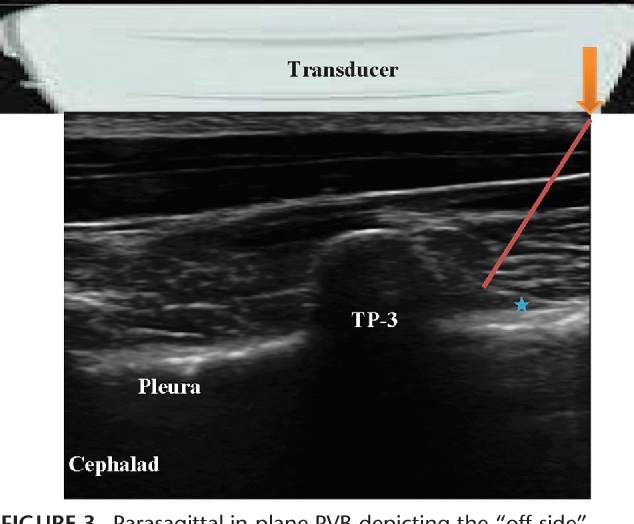 Transducer
TP-3
Pleura
Cephalad
FIGURE 3. Parasagittal in-plane PVB depicting the “off side”